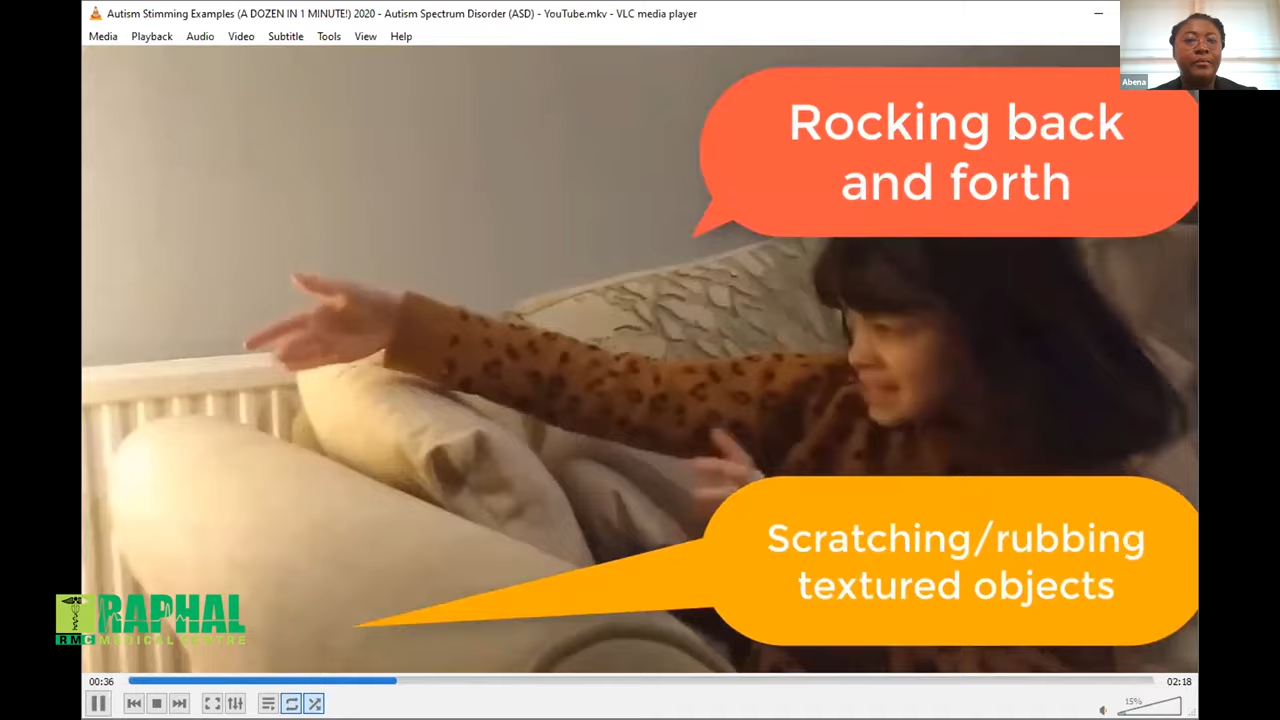 Autism Stimming Examples (A DOZEN IN 1 MINUTE!) 2020 - Autism Spectrum Disorder (ASD) - YouTube.mkv - VLC media player
Media Playback Audio Video Subtitle Tools View Help
Abena
Rocking back
and forth
Scratching/rubbing
textured objects
RAPHAL
RMC MEDICAL CENTRE
00:36
02:18
15%